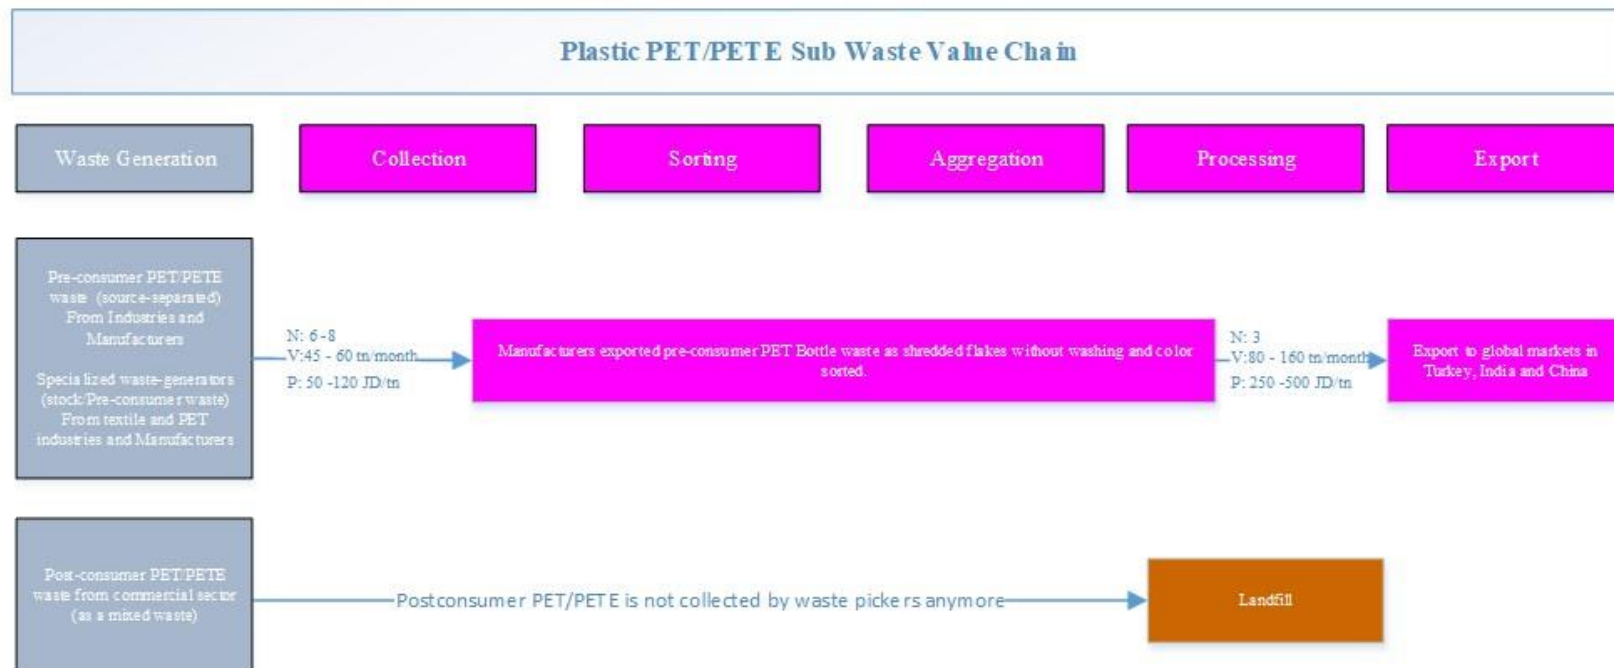 Plastic PET/PETE Sub Waste Value Chain
Waste Generation
Collection
Sorting
Aggregation
Processing
Export
Pre-consumer PET/PETE
waste (source-separated)
From Industries and
Manufacturers
Specialized waste-generators
(stock/Pre-consumer waste)
From textile and PET
industries and Manufacturers
N: 6 -8
V:45 - 60 tn/month
P: 50 -120 JD/tn
Manufacturers exported pre-consumer PET Bottle waste as shredded flakes without washing and color
sorted.
N: 3
V:80 - 160 tn/month
P: 250 -500 JD/tn
Export to global markets in
Turkey, India and China
Post-consumer PET/PETE
waste from commercial sector
(as a mixed waste)
Postconsumer PET/PETE is not collected by waste pickers anymore
Landfill